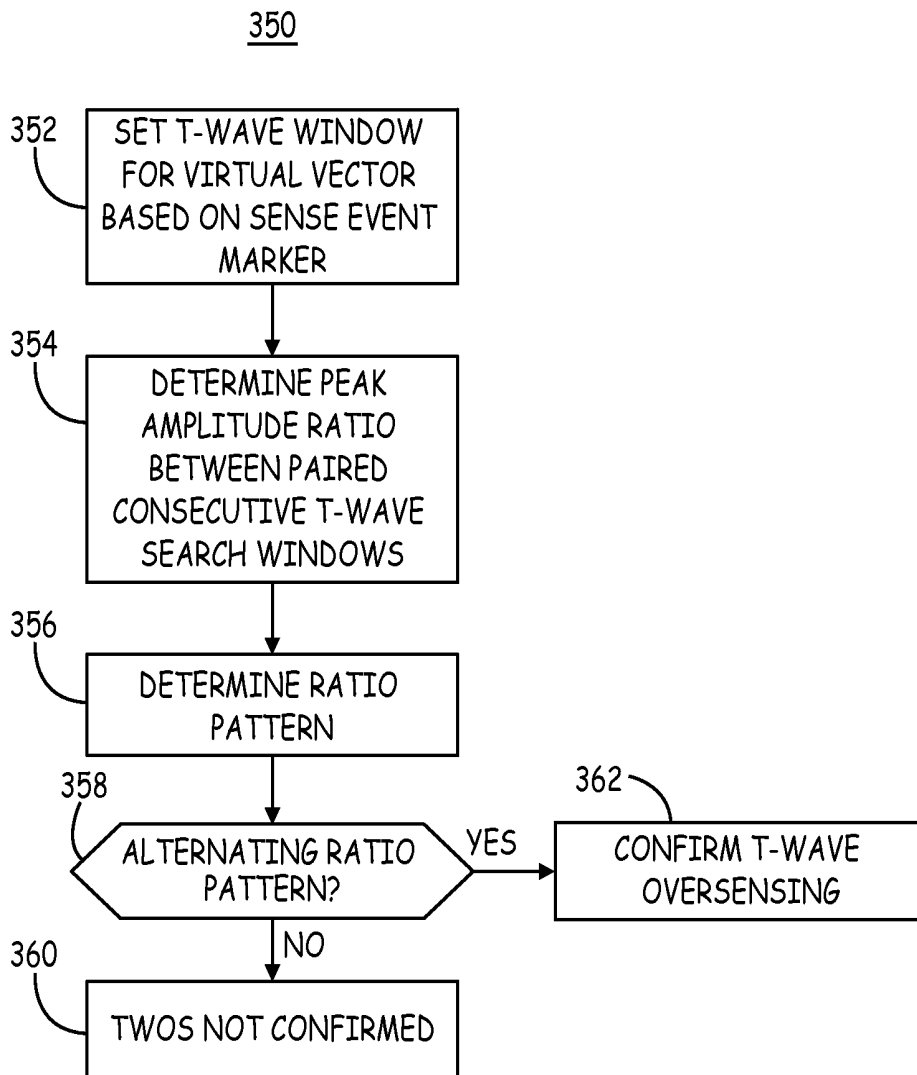 350
352
SET T-WAVE WINDOW
FOR VIRTUAL VECTOR
BASED ON SENSE EVENT
MARKER
354
DETERMINE PEAK
AMPLITUDE RATIO
BETWEEN PAIRED
CONSECUTIVE T-WAVE
SEARCH WINDOWS
356
DETERMINE RATIO
PATTERN
358
ALTERNATING RATIO
PATTERN?
YES
362
CONFIRM T-WAVE
OVERSENSING
NO
360
TWOS NOT CONFIRMED